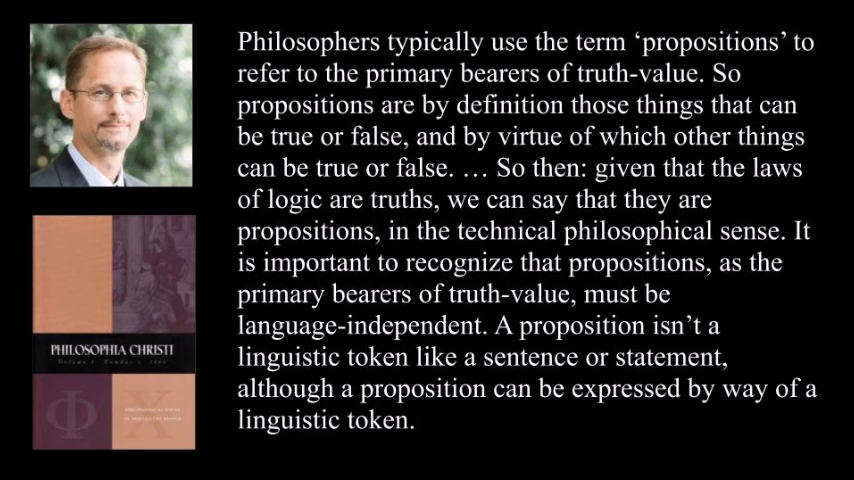 Philosophers typically use the term ‘propositions’ to
refer to the primary bearers of truth-value. So
propositions are by definition those things that can
be true or false, and by virtue of which other things
can be true or false. … So then: given that the laws
of logic are truths, we can say that they are
propositions, in the technical philosophical sense. It
is important to recognize that propositions, as the
primary bearers of truth-value, must be
language-independent. A proposition isn’t a
linguistic token like a sentence or statement,
although a proposition can be expressed by way of a
linguistic token.
PHILOSOPHIA CHRISTI
Φ X